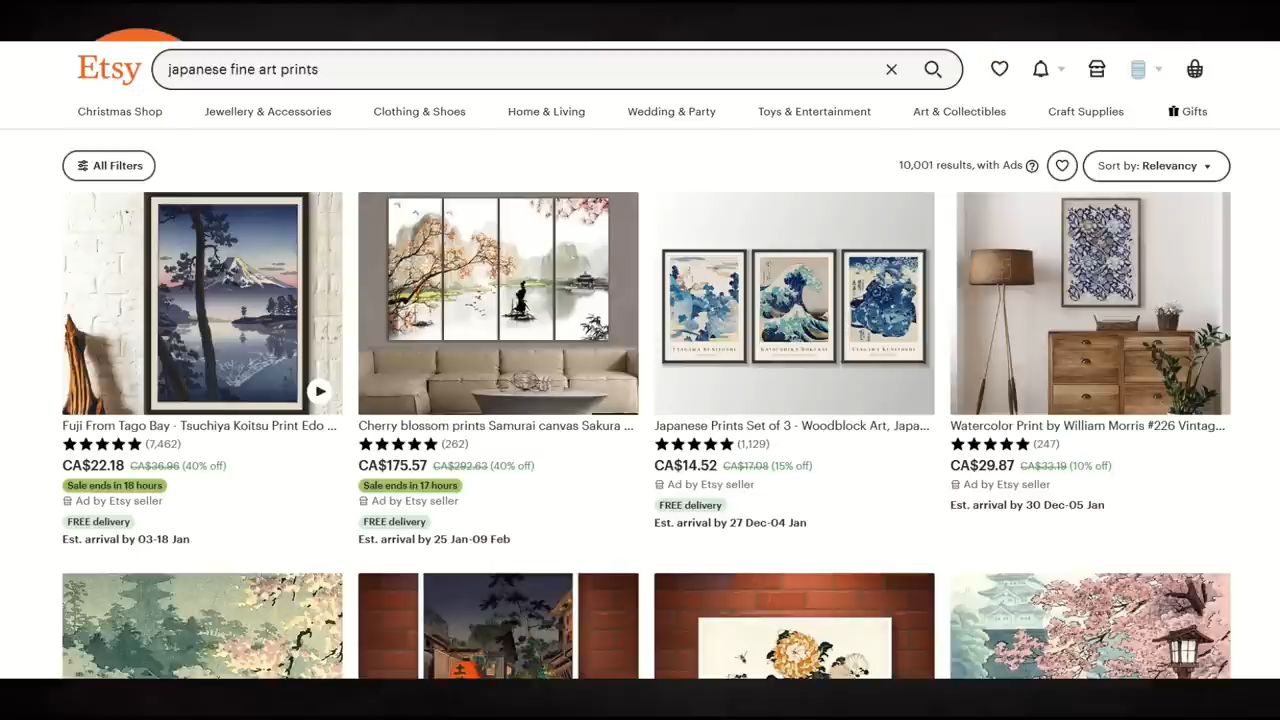 Etsy
japanese fine art prints
Christmas Shop
Jewellery & Accessories
Clothing & Shoes
Home & Living
Wedding & Party
Toys & Entertainment
Art & Collectibles
Craft Supplies
Gifts
All Filters
10,001 results, with Ads
Sort by: Relevancy
KATSUSHIKA HOKUSAI
Fuji From Tago Bay - Tsuchiya Koitsu Print Edo ...
(7,462)
CA$22.18 CA$36.96 (40% off)
Sale ends in 18 hours
Ad by Etsy seller
FREE delivery
Est. arrival by 03-18 Jan
Cherry blossom prints Samurai canvas Sakura ...
(262)
CA$175.57 CA$292.63 (40% off)
Sale ends in 17 hours
Ad by Etsy seller
FREE delivery
Est. arrival by 25 Jan-09 Feb
Japanese Prints Set of 3 - Woodblock Art, Japa...
(1,129)
CA$14.52 CA$17.08 (15% off)
Ad by Etsy seller
FREE delivery
Est. arrival by 27 Dec-04 Jan
Watercolor Print by William Morris #226 Vintag...
(247)
CA$29.87 CA$33.19 (10% off)
Ad by Etsy seller
Est. arrival by 30 Dec-05 Jan